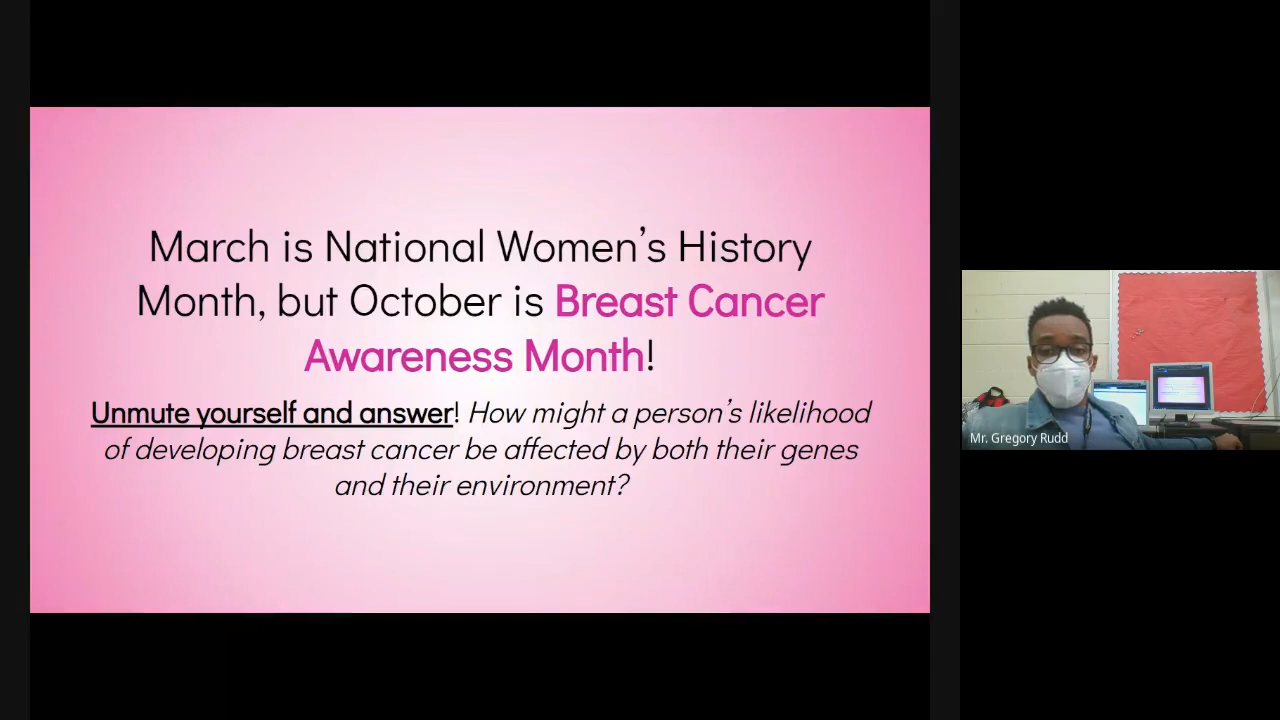 March is National Women’s History
Month, but October is Breast Cancer
Awareness Month!
Unmute yourself and answer! How might a person’s likelihood
of developing breast cancer be affected by both their genes
and their environment?
Mr. Gregory Rudd